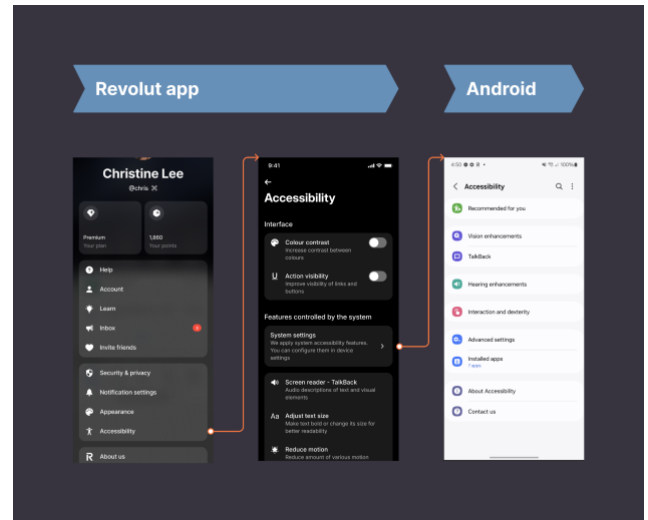 Revolut app
Android
Christine Lee
@chris
Premium
Your plan
1,960
Your points
Help
Account
Learn
Inbox
Invite friends
Security & privacy
Notification settings
Appearance
Accessibility
About us
9:41
Accessibility
Interface
Colour contrast
Increase contrast between
colours
Action visibility
Improve visibility of links and
buttons
Features controlled by the system
System settings
We apply system accessibility features.
You can configure them in device
settings
Screen reader - TalkBack
Audio descriptions of text and visual
elements
Aa Adjust text size
Make text bold or change its size for
better readability
Reduce motion
Reduce amount of various motion
100%
Accessibility
Recommended for you
Vision enhancements
TalkBack
Hearing enhancements
Interaction and dexterity
Advanced settings
Installed apps
About Accessibility
Contact us